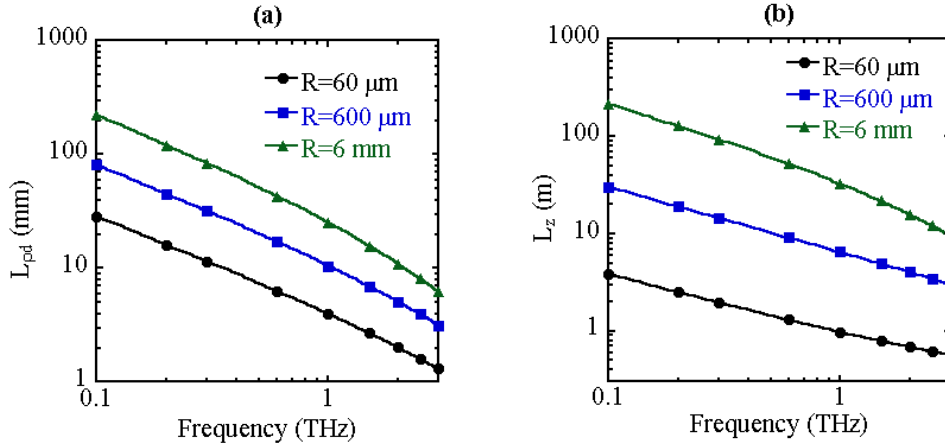 (a)
1000
100
10
1
L_pd (mm)
R=60 μm
R=600 μm
R=6 mm
0.1
1
Frequency (THz)
(b)
1000
100
10
1
L_z (m)
R=60 μm
R=600 μm
R=6 mm
0.1
1
Frequency (THz)